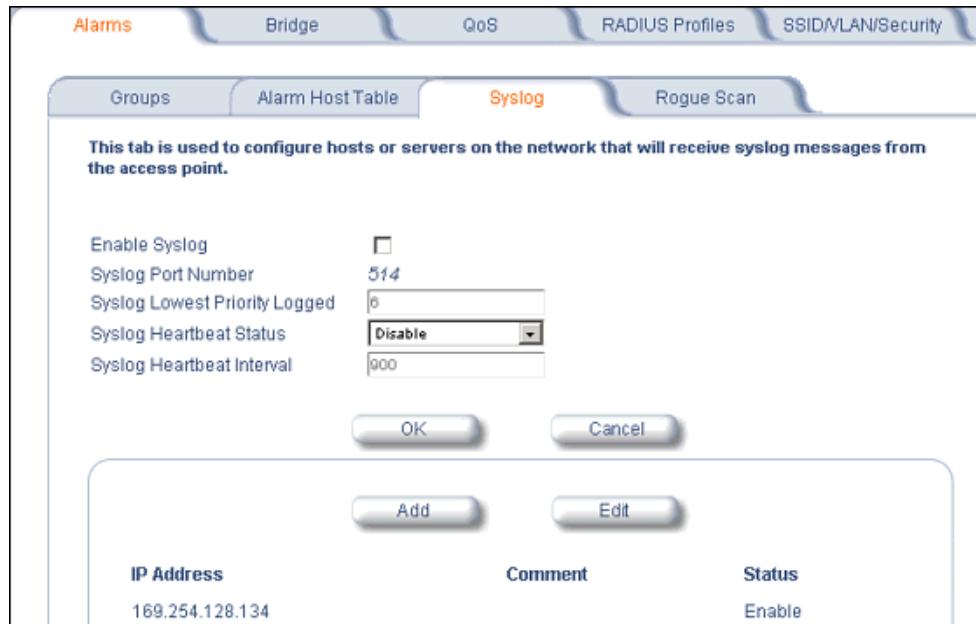 Alarms Bridge QoS RADIUS Profiles SSID/VLAN/Security
Groups Alarm Host Table Syslog Rogue Scan
This tab is used to configure hosts or servers on the network that will receive syslog messages from
the access point.
Enable Syslog
Syslog Port Number 514
Syslog Lowest Priority Logged 6
Syslog Heartbeat Status Disable
Syslog Heartbeat Interval 900
OK Cancel
Add Edit
IP Address Comment Status
169.254.128.134 Enable